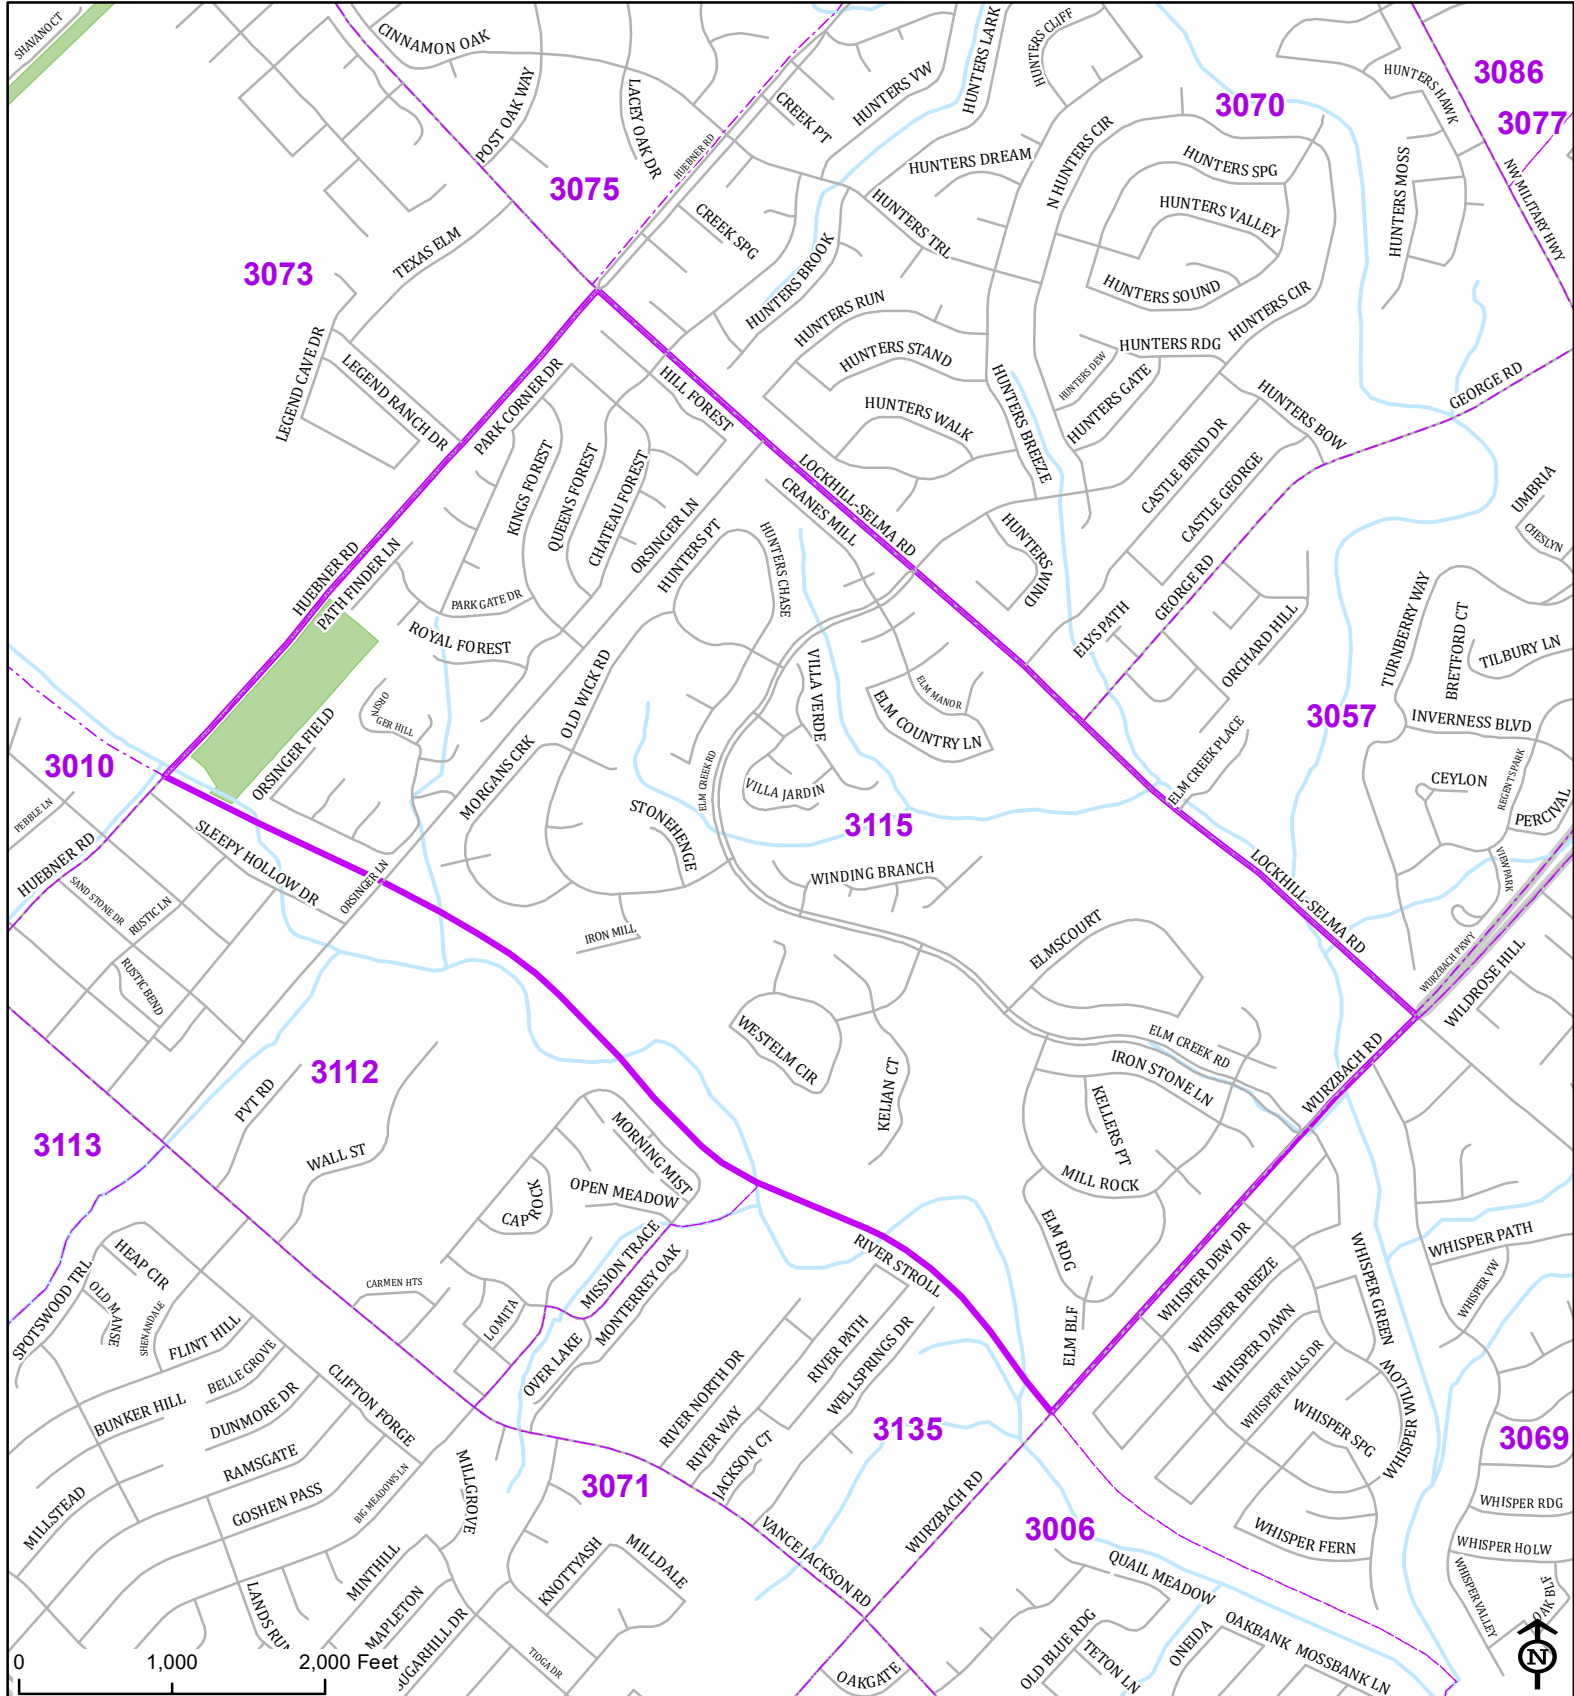 SHAVANO CT
CINNAMON OAK
POST OAK WAY
LACEY OAK DR
HUEBNER RD
CREEK PT
HUNTERS VW
HUNTERS LARK
HUNTERS CLIFF
3070
HUNTERS HAWK
3086
3077
NW MILITARY HWY
3075
HUNTERS DREAM
N HUNTERS CIR
HUNTERS SPG
HUNTERS VALLEY
HUNTERS MOSS
3073
TEXAS ELM
CREEK SPG
HUNTERS TRL
HUNTERS BROOK
HUNTERS SOUND
HUNTERS CIR
HUNTERS RUN
HUNTERS STAND
HUNTERS RDG
HUNTERS DEW
HUNTERS GATE
LEGEND CAVE DR
LEGEND RANCH DR
PARK CORNER DR
HILL FOREST
HUNTERS WALK
HUNTERS BREEZE
HUNTERS BOW
GEORGE RD
KINGS FOREST
QUEENS FOREST
CHATEAU FOREST
ORSINGER LN
LOCKHILL-SELMA RD
CRANES MILL
CASTLE BEND DR
CASTLE GEORGE
UMBRIA
CHESLYN
HUEBNER RD
PATH FINDER LN
HUNTERS PT
HUNTERS CHASE
HUNTERS
WIND
GEORGE RD
PARK GATE DR
ROYAL FOREST
ELYS PATH
ORCHARD HILL
TURNBERRY WAY
BRETFORD CT
TILBURY LN
OLD WICK RD
VILLA VERDE
ELM MANOR
ELM COUNTRY LN
3057
INVERNESS BLVD
ORSIN
GER HILL
ORSINGER FIELD
3010
MORGANS CRK
ELM CREEK RD
VILLA JARDIN
ELM CREEK PLACE
CEYLON
REGENTS PARK
PERCIVAL
PEBBLE LN
STONEHENGE
3115
HUEBNER RD
SLEEPY HOLLOW DR
ORSINGER LN
WINDING BRANCH
LOCKHILL-SELMA RD
VIEW PARK
SAND STONE DR
RUSTIC LN
IRON MILL
ELMSCOURT
WURZBACH PKWY
WILDROSE HILL
RUSTIC BEND
WESTELM CIR
ELM CREEK RD
IRON STONE LN
WURZBACH RD
3112
PVT RD
KELIAN CT
KELLERS PT
3113
WALL ST
MORNING MIST
MILL ROCK
CAP
ROCK
OPEN MEADOW
MISSION TRACE
MONTERREY OAK
ELM RDG
WHISPER DEW DR
WHISPER GREEN
WHISPER PATH
HEAP CIR
SPOTSWOOD TRL
OLD MANSE
SHENANDALE
CARMEN HTS
LOMITA
RIVER STROLL
WHISPER BREEZE
WHISPER VW
FLINT HILL
BELLE GROVE
OVER LAKE
RIVER NORTH DR
RIVER PATH
WELLSPRINGS DR
ELM BLF
WHISPER DAWN
WHISPER FALLS DR
WHISPER WILLOW
BUNKER HILL
DUNMORE DR
CLIFTON FORGE
RIVER WAY
JACKSON CT
3135
WHISPER SPG
3069
RAMSGATE
BIG MEADOWS LN
MILLGROVE
3071
MILLSTEAD
GOSHEN PASS
WURZBACH RD
3006
WHISPER RDG
VANCE JACKSON RD
WHISPER FERN
WHISPER HOLW
MINTHILL
KNOTTYASH
MILLDALE
QUAIL MEADOW
WHISPER VALLEY
OAK BLF
LANDS RUN
MAPLETON
SUGARHILL DR
TIOGA DR
OAKGATE
OLD BLUE RDG
TETON LN
ONEIDA
OAKBANK
MOSSBANK LN
0 1,000 2,000 Feet
N